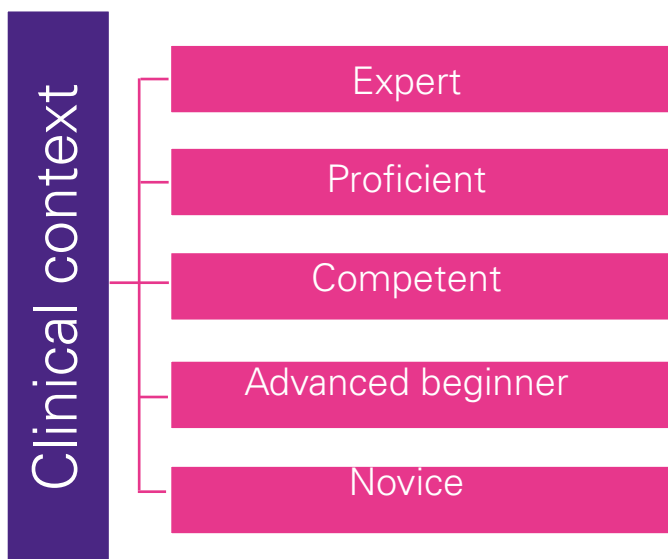 Clinical context
Expert
Proficient
Competent
Advanced beginner
Novice